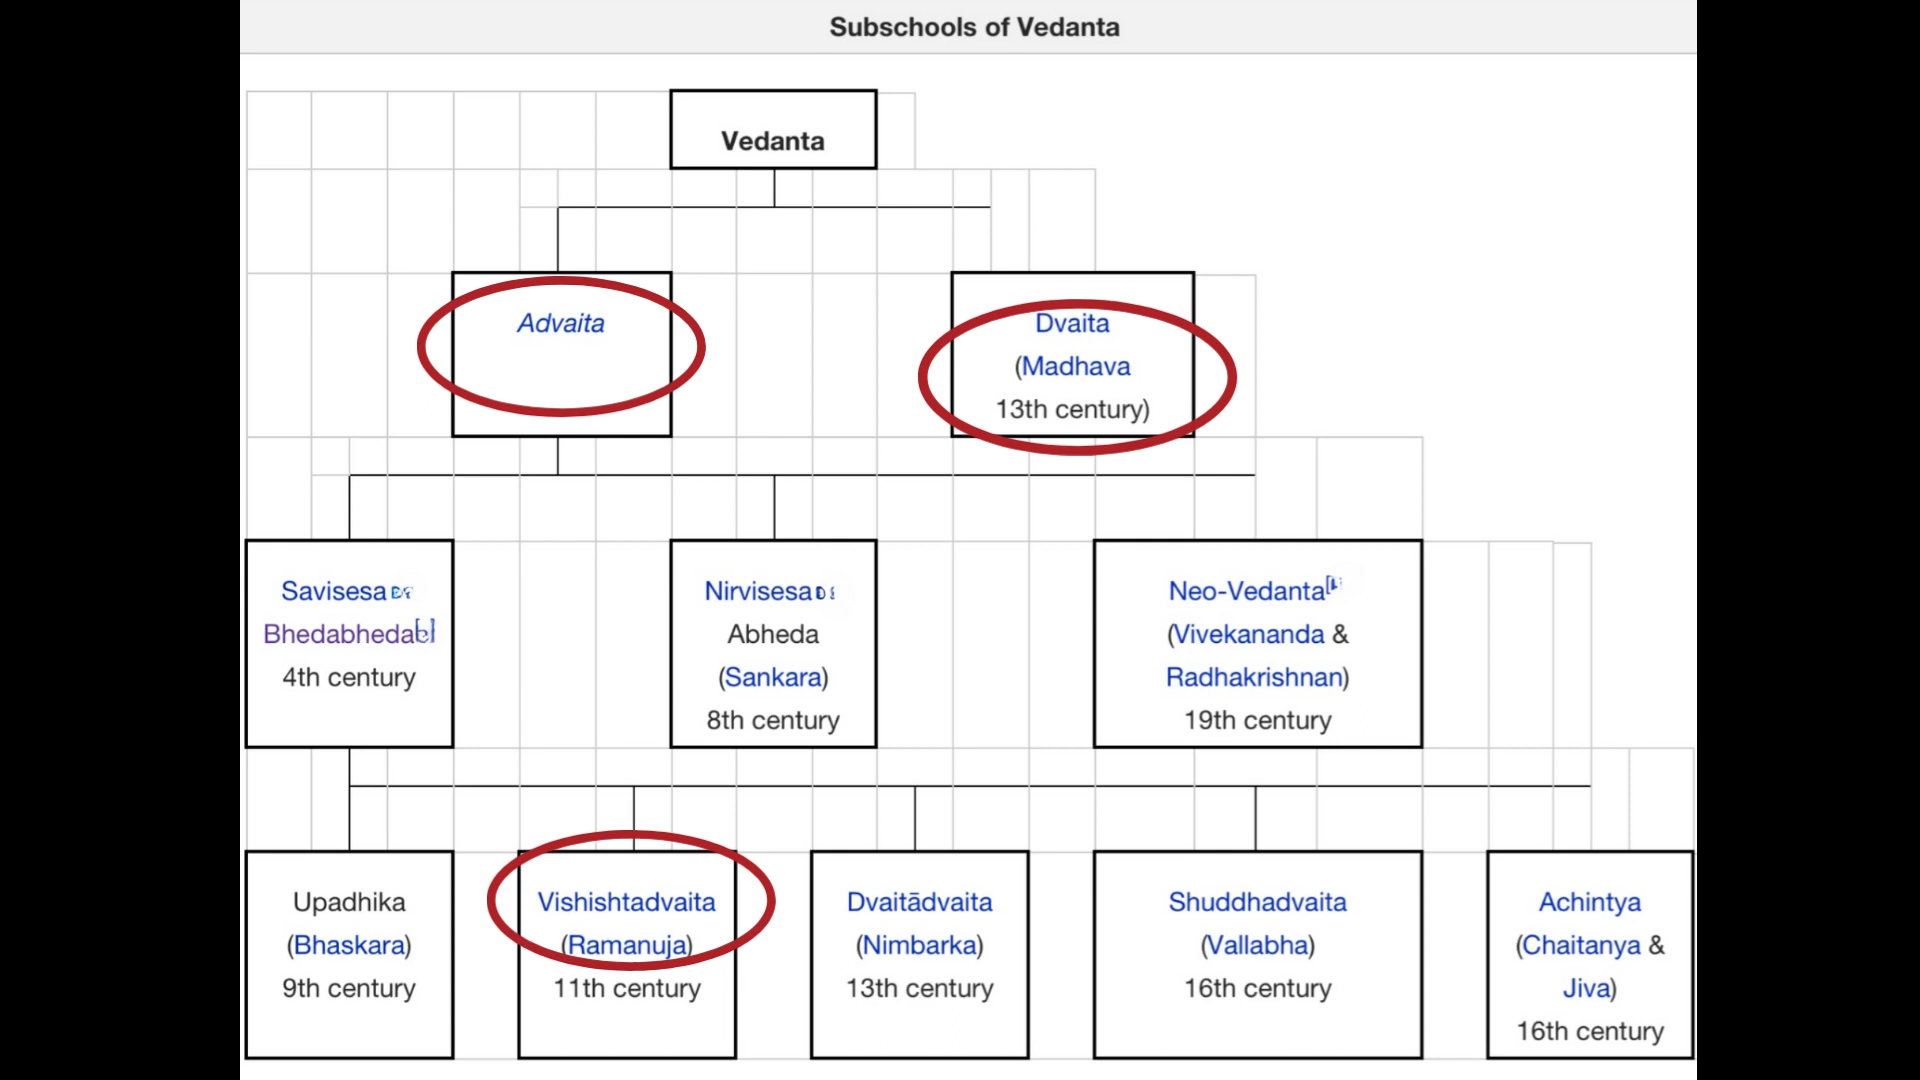 Subschools of Vedanta
Vedanta
Advaita
Dvaita
(Madhava
13th century)
Savisesa
Bhedabheda
4th century
Nirvisesa
Abheda
(Sankara)
8th century
Neo-Vedanta
(Vivekananda &
Radhakrishnan)
19th century
Upadhika
(Bhaskara)
9th century
Vishishtadvaita
(Ramanuja)
11th century
Dvaitādvaita
(Nimbarka)
13th century
Shuddhadvaita
(Vallabha)
16th century
Achintya
(Chaitanya &
Jiva)
16th century